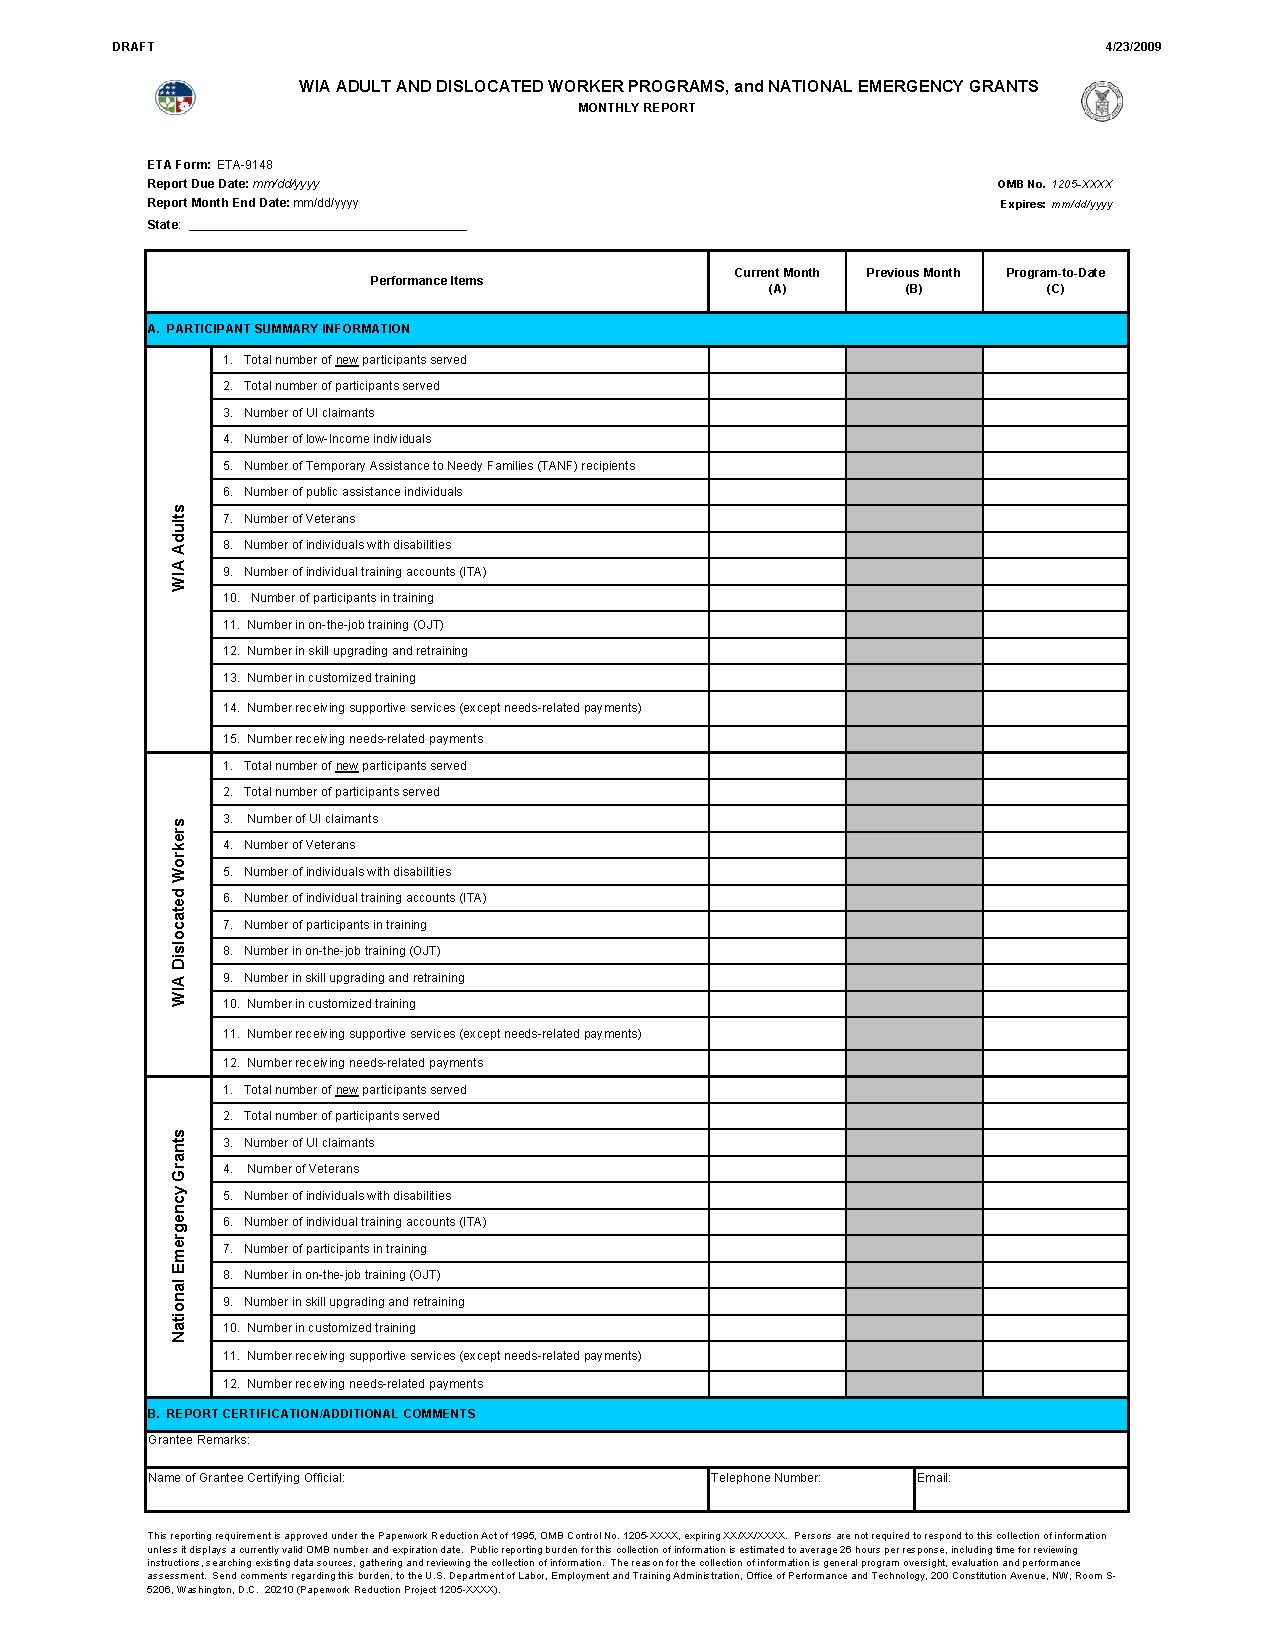 DRAFT 4/23/2009
WIA ADULT AND DISLOCATED WORKER PROGRAMS, and NATIONAL EMERGENCY GRANTS
MONTHLY REPORT
ETA Form: ETA-9148
Report Due Date: mm/dd/yyyy OMB No. 1205-XXXX
Report Month End Date: mm/dd/yyyy Expires: mm/dd/yyyy
State: ________________________________________
Performance Items Current Month (A) Previous Month (B) Program-to-Date (C)
A. PARTICIPANT SUMMARY INFORMATION
WIA Adults
1. Total number of new participants served
2. Total number of participants served
3. Number of UI claimants
4. Number of low-Income individuals
5. Number of Temporary Assistance to Needy Families (TANF) recipients
6. Number of public assistance individuals
7. Number of Veterans
8. Number of individuals with disabilities
9. Number of individual training accounts (ITA)
10. Number of participants in training
11. Number in on-the-job training (OJT)
12. Number in skill upgrading and retraining
13. Number in customized training
14. Number receiving supportive services (except needs-related payments)
15. Number receiving needs-related payments
WIA Dislocated Workers
1. Total number of new participants served
2. Total number of participants served
3. Number of UI claimants
4. Number of Veterans
5. Number of individuals with disabilities
6. Number of individual training accounts (ITA)
7. Number of participants in training
8. Number in on-the-job training (OJT)
9. Number in skill upgrading and retraining
10. Number in customized training
11. Number receiving supportive services (except needs-related payments)
12. Number receiving needs-related payments
National Emergency Grants
1. Total number of new participants served
2. Total number of participants served
3. Number of UI claimants
4. Number of Veterans
5. Number of individuals with disabilities
6. Number of individual training accounts (ITA)
7. Number of participants in training
8. Number in on-the-job training (OJT)
9. Number in skill upgrading and retraining
10. Number in customized training
11. Number receiving supportive services (except needs-related payments)
12. Number receiving needs-related payments
B. REPORT CERTIFICATION/ADDITIONAL COMMENTS
Grantee Remarks:
Name of Grantee Certifying Official: Telephone Number: Email:
This reporting requirement is approved under the Paperwork Reduction Act of 1995, OMB Control No. 1205-XXXX, expiring XX/XX/XXXX. Persons are not required to respond to this collection of information
unless it displays a currently valid OMB number and expiration date. Public reporting burden for this collection of information is estimated to average 26 hours per response, including time for reviewing
instructions, searching existing data sources, gathering and reviewing the collection of information. The reason for the collection of information is general program oversight, evaluation and performance
assessment. Send comments regarding this burden, to the U.S. Department of Labor, Employment and Training Administration, Office of Performance and Technology, 200 Constitution Avenue, NW, Room S-
5206, Washington, D.C. 20210 (Paperwork Reduction Project 1205-XXXX).